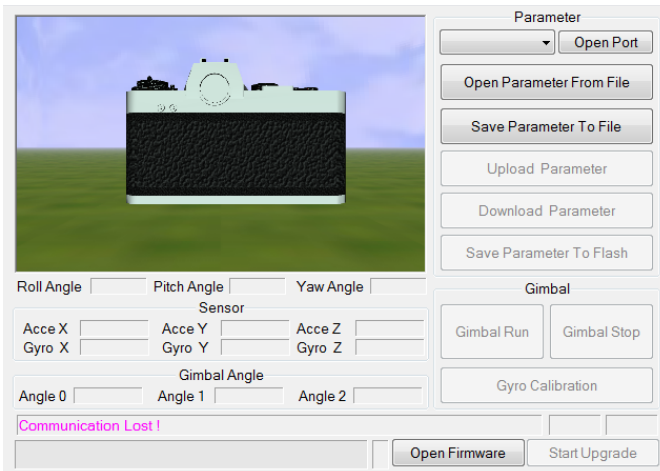 Parameter
Open Port
Open Parameter From File
Save Parameter To File
Upload Parameter
Download Parameter
Save Parameter To Flash
Roll Angle Pitch Angle Yaw Angle
Sensor
Acce X Acce Y Acce Z
Gyro X Gyro Y Gyro Z
Gimbal Angle
Angle 0 Angle 1 Angle 2
Gimbal
Gimbal Run Gimbal Stop
Gyro Calibration
Communication Lost !
Open Firmware Start Upgrade